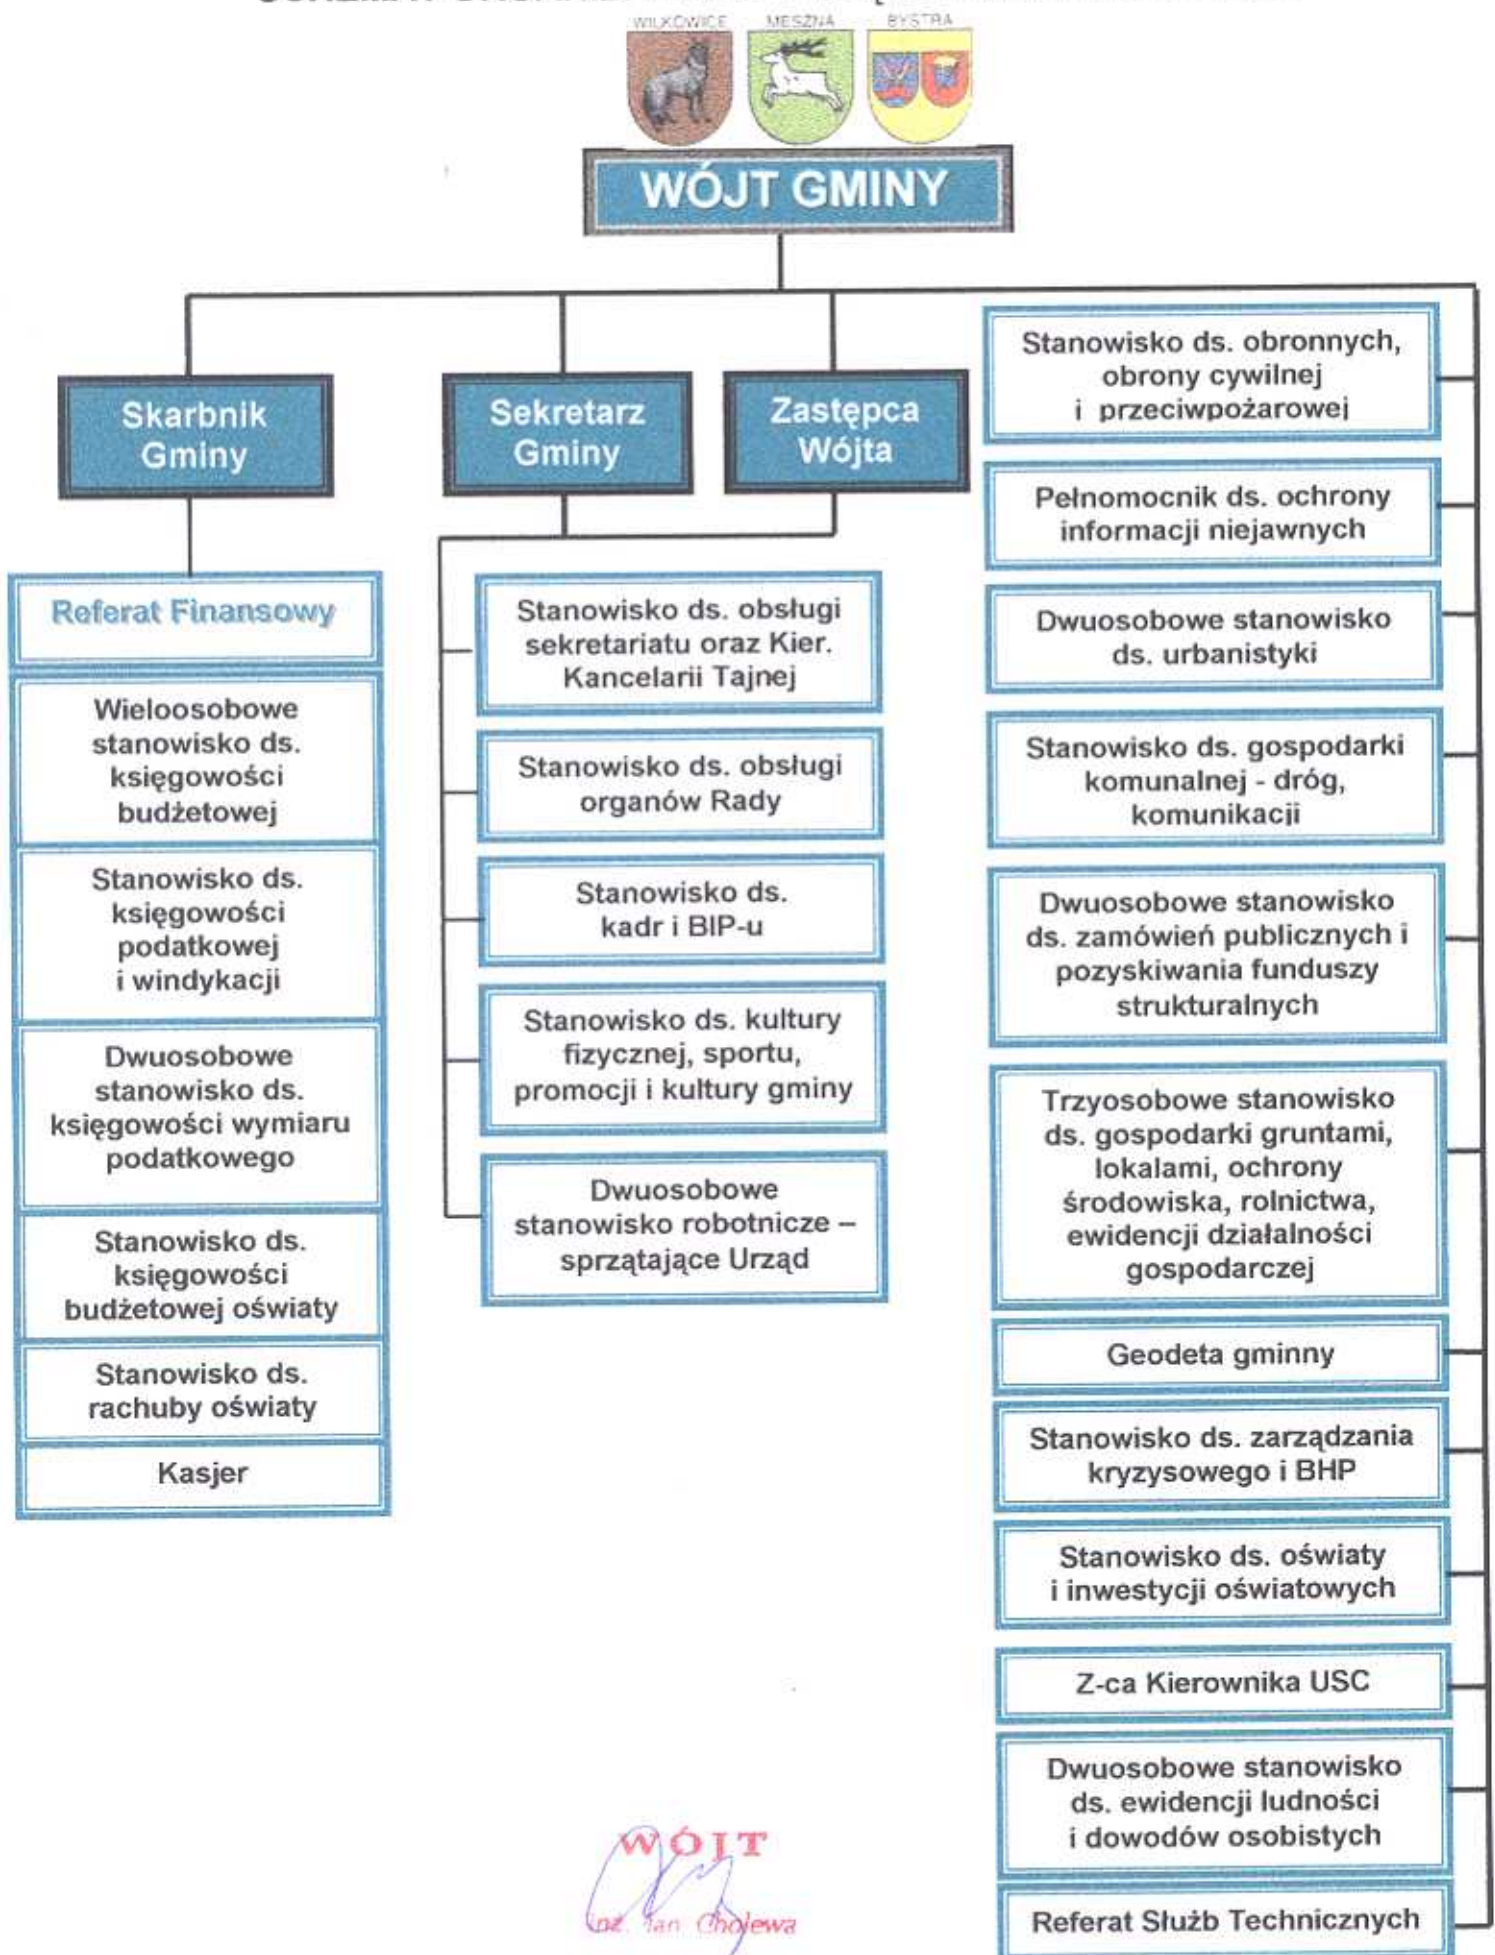 WILKOWICE MESZNA BYSTRA
WÓJT GMINY
Skarbnik
Gminy
Sekretarz
Gminy
Zastępca
Wójta
Referat Finansowy
Wieloosobowe
stanowisko ds.
księgowości
budżetowej
Stanowisko ds.
księgowości
podatkowej
i windykacji
Dwuosobowe
stanowisko ds.
księgowości wymiaru
podatkowego
Stanowisko ds.
księgowości
budżetowej oświaty
Stanowisko ds.
rachuby oświaty
Kasjer
Stanowisko ds. obsługi
sekretariatu oraz Kier.
Kancelarii Tajnej
Stanowisko ds. obsługi
organów Rady
Stanowisko ds.
kadr i BIP-u
Stanowisko ds. kultury
fizycznej, sportu,
promocji i kultury gminy
Dwuosobowe
stanowisko robotnicze –
sprzątające Urząd
Stanowisko ds. obronnych,
obrony cywilnej
i przeciwpożarowej
Pełnomocnik ds. ochrony
informacji niejawnych
Dwuosobowe stanowisko
ds. urbanistyki
Stanowisko ds. gospodarki
komunalnej - dróg,
komunikacji
Dwuosobowe stanowisko
ds. zamówień publicznych i
pozyskiwania funduszy
strukturalnych
Trzyosobowe stanowisko
ds. gospodarki gruntami,
lokalami, ochrony
środowiska, rolnictwa,
ewidencji działalności
gospodarczej
Geodeta gminny
Stanowisko ds. zarządzania
kryzysowego i BHP
Stanowisko ds. oświaty
i inwestycji oświatowych
Z-ca Kierownika USC
Dwuosobowe stanowisko
ds. ewidencji ludności
i dowodów osobistych
Referat Służb Technicznych
WÓJT
inż. Jan Cholewa